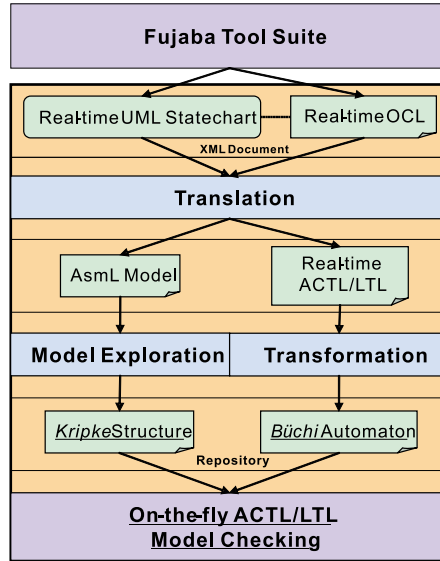 Fujaba Tool Suite
Real-time UML Statechart
Real-time OCL
XML Document
Translation
AsmL Model
Real-time
ACTL/LTL
Model Exploration
Transformation
Kripke Structure
Büchi Automaton
Repository
On-the-fly ACTL/LTL
Model Checking